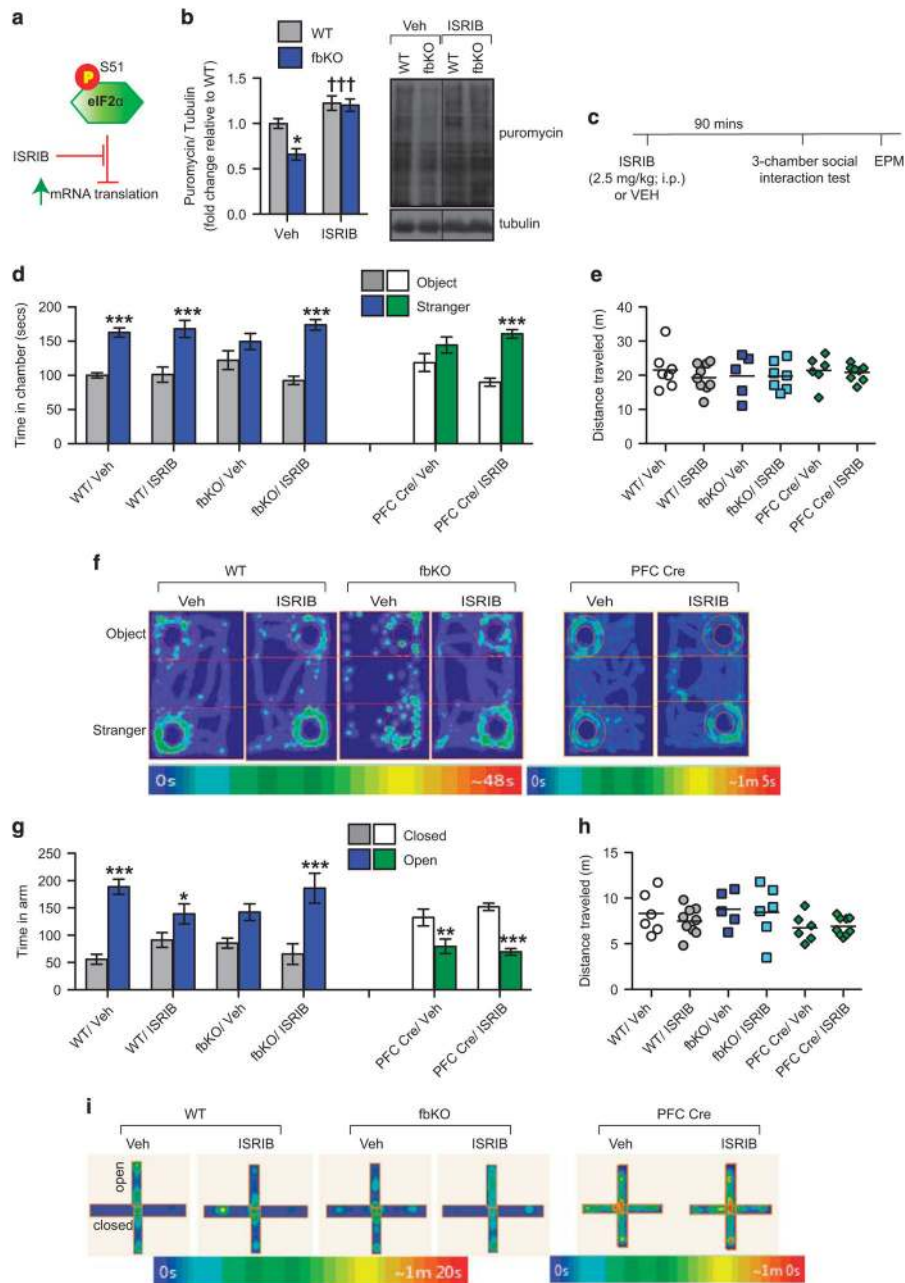 a
P
S51
eIF2α
ISRIB
mRNA translation
b
WT
fbKO
Puromycin/ Tubulin
(fold change relative to WT)
1.5
1.0
0.5
0.0
*
†††
Veh
ISRIB
Veh
ISRIB
WT
fbKO
WT
fbKO
puromycin
tubulin
c
90 mins
ISRIB
(2.5 mg/kg; i.p.)
or VEH
3-chamber social
interaction test
EPM
d
Object
Stranger
Time in chamber (secs)
200
150
100
50
0
***
***
***
***
WT/ Veh
WT/ ISRIB
fbKO/ Veh
fbKO/ ISRIB
PFC Cre/ Veh
PFC Cre/ ISRIB
e
Distance traveled (m)
40
30
20
10
0
WT/ Veh
WT/ ISRIB
fbKO/ Veh
fbKO/ ISRIB
PFC Cre/ Veh
PFC Cre/ ISRIB
f
WT
fbKO
PFC Cre
Veh
ISRIB
Veh
ISRIB
Veh
ISRIB
Object
Stranger
0s
~48s
0s
~1m 5s
g
Closed
Open
Time in arm
250
200
150
100
50
0
***
*
***
**
***
WT/ Veh
WT/ ISRIB
fbKO/ Veh
fbKO/ ISRIB
PFC Cre/ Veh
PFC Cre/ ISRIB
h
Distance traveled (m)
15
10
5
0
WT/ Veh
WT/ ISRIB
fbKO/ Veh
fbKO/ ISRIB
PFC Cre/ Veh
PFC Cre/ ISRIB
i
WT
fbKO
PFC Cre
Veh
ISRIB
Veh
ISRIB
Veh
ISRIB
open
closed
0s
~1m 20s
0s
~1m 0s